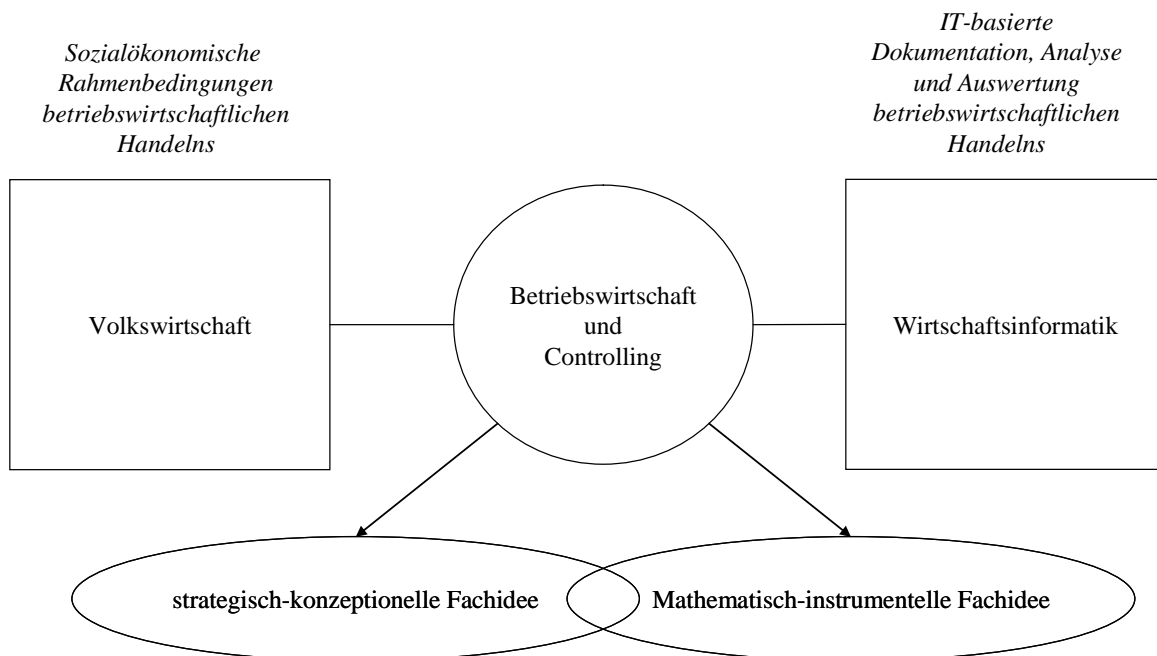 Sozialökonomische
Rahmenbedingungen
betriebswirtschaftlichen
Handelns
IT-basierte
Dokumentation, Analyse
und Auswertung
betriebswirtschaftlichen
Handelns
Volkswirtschaft
Betriebswirtschaft
und
Controlling
Wirtschaftsinformatik
strategisch-konzeptionelle Fachidee
Mathematisch-instrumentelle Fachidee